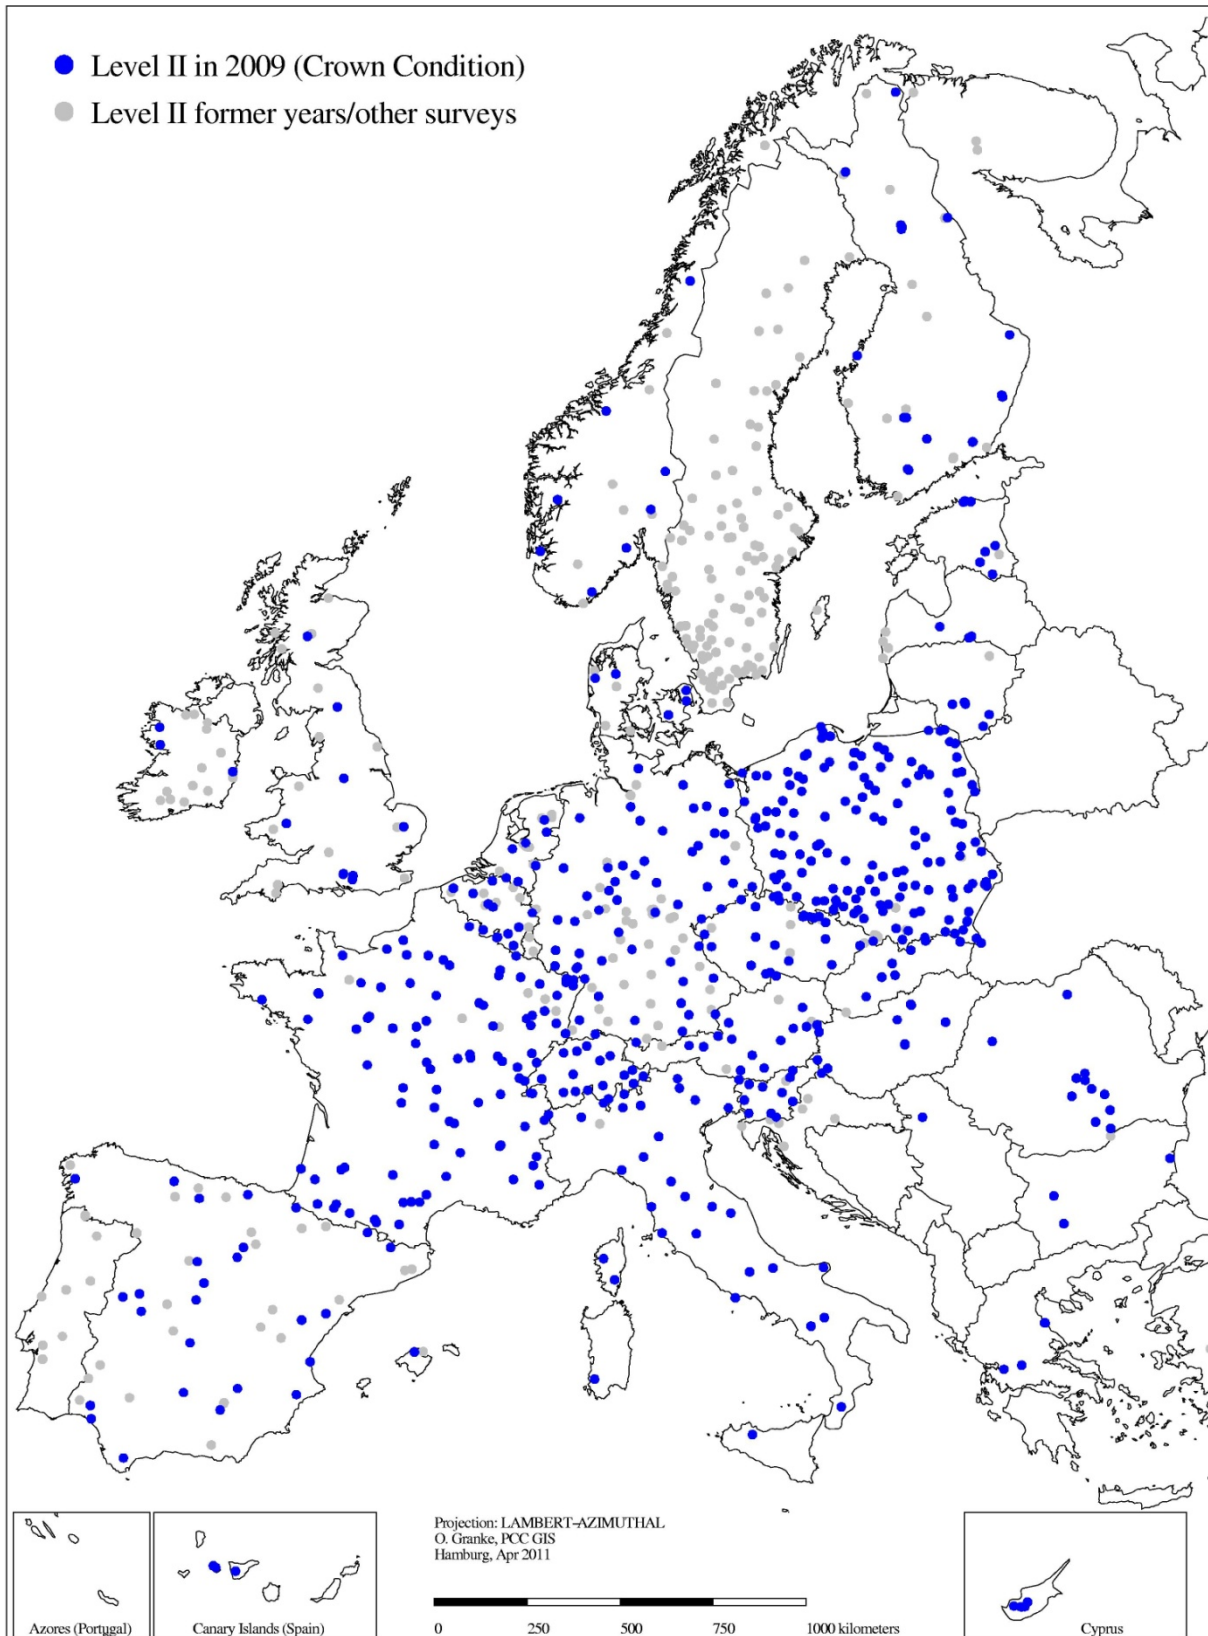 Level II in 2009 (Crown Condition)
Level II former years/other surveys
Projection: LAMBERT-AZIMUTHAL
O. Granke, PCC GIS
Hamburg, Apr 2011
Azores (Portugal)
Canary Islands (Spain)
0 250 500 750 1000 kilometers
Cyprus